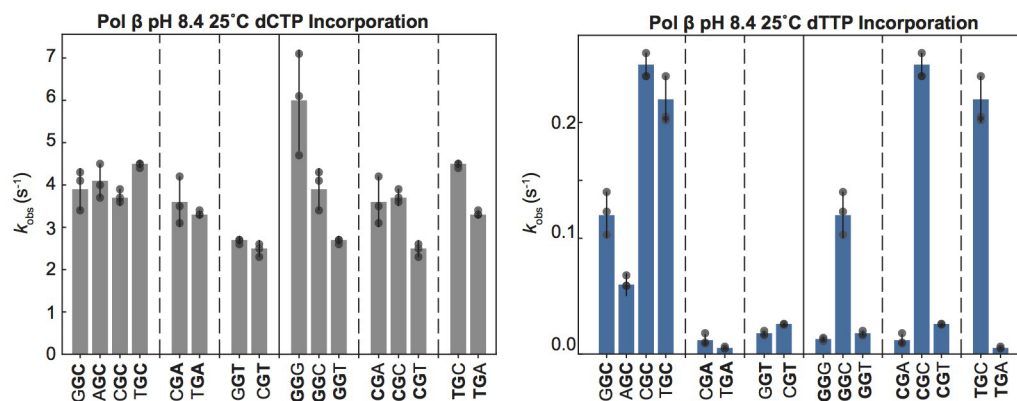 Pol β pH 8.4 25˚C dCTP Incorporation
7
6
5
4
3
2
1
0
k obs (s-1)
GGC AGC CGC TGC CGA TGA GGT CGT GGG GGC GGT CGA CGC CGT TGC TGA
Pol β pH 8.4 25˚C dTTP Incorporation
0.2
0.1
0.0
k obs (s-1)
GGC AGC CGC TGC CGA TGA GGT CGT GGG GGC GGT CGA CGC CGT TGC TGA